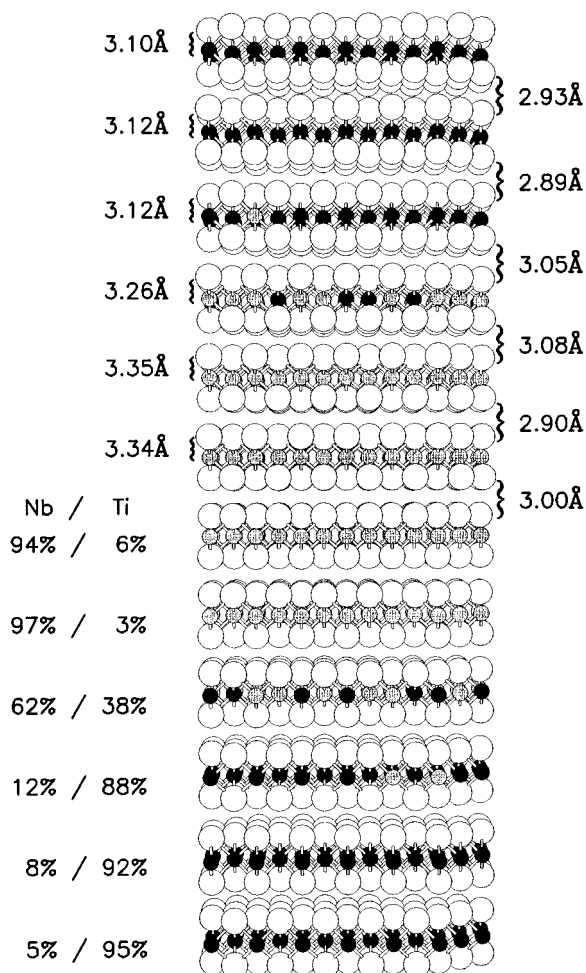 3.10Å
2.93Å
3.12Å
2.89Å
3.12Å
3.05Å
3.26Å
3.08Å
3.35Å
2.90Å
3.34Å
3.00Å
Nb / Ti
94% / 6%
97% / 3%
62% / 38%
12% / 88%
8% / 92%
5% / 95%